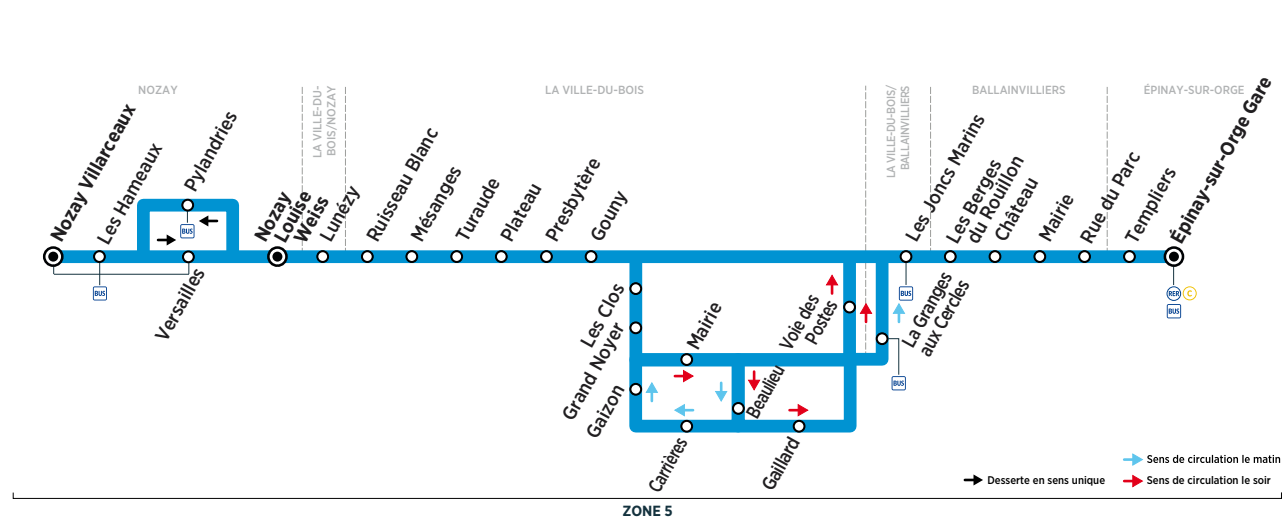 NOZAY
LA VILLE-DU-
BOIS/NOZAY
LA VILLE-DU-BOIS
LA VILLE-DU-BOIS/
BALLAINVILLIERS
BALLAINVILLIERS
ÉPINAY-SUR-ORGE
Nozay Villarceaux
Les Hameaux
Pylandries
BUS
Versailles
BUS
Nozay
Louise
Weiss
Lunézy
Ruisseau Blanc
Mésanges
Turaude
Plateau
Presbytère
Gouny
Les Clos
Grand Noyer
Gaizon
Mairie
Carrières
Beaulieu
Gaillard
Voie des
Postes
Les Joncs Marins
BUS
La Granges
aux Cercles
BUS
Les Berges
du Rouillon
Château
Mairie
Rue du Parc
Templiers
Épinay-sur-Orge Gare
RER C
BUS
Sens de circulation le matin
Desserte en sens unique
Sens de circulation le soir
ZONE 5